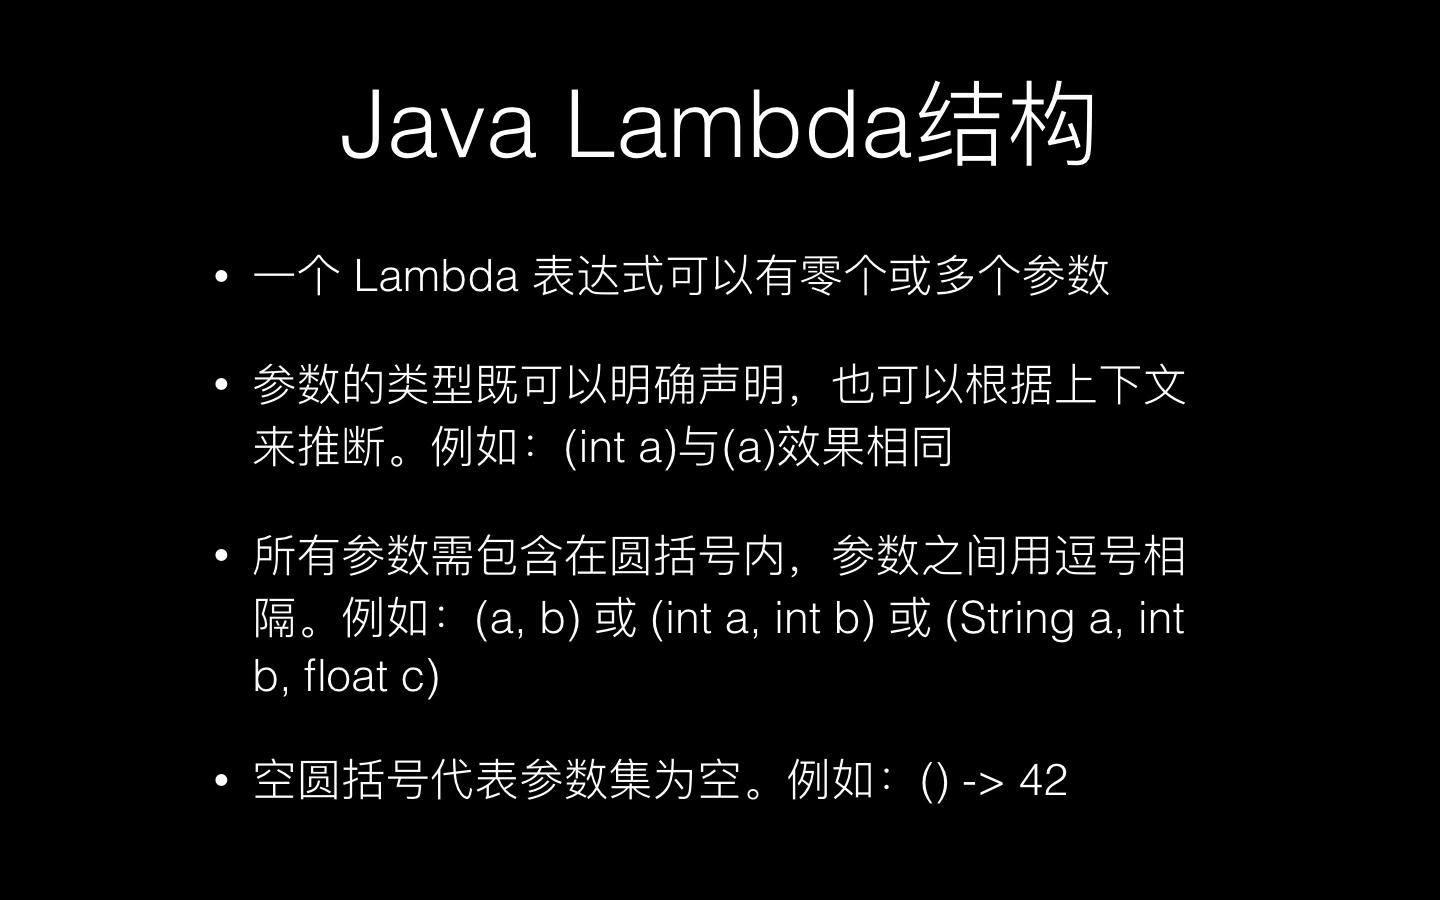 Java Lambda结构
• 一个 Lambda 表达式可以有零个或多个参数
• 参数的类型既可以明确声明，也可以根据上下文
来推断。例如：(int a)与(a)效果相同
• 所有参数需包含在圆括号内，参数之间用逗号相
隔。例如：(a, b) 或 (int a, int b) 或 (String a, int
b, float c)
• 空圆括号代表参数集为空。例如：() -> 42